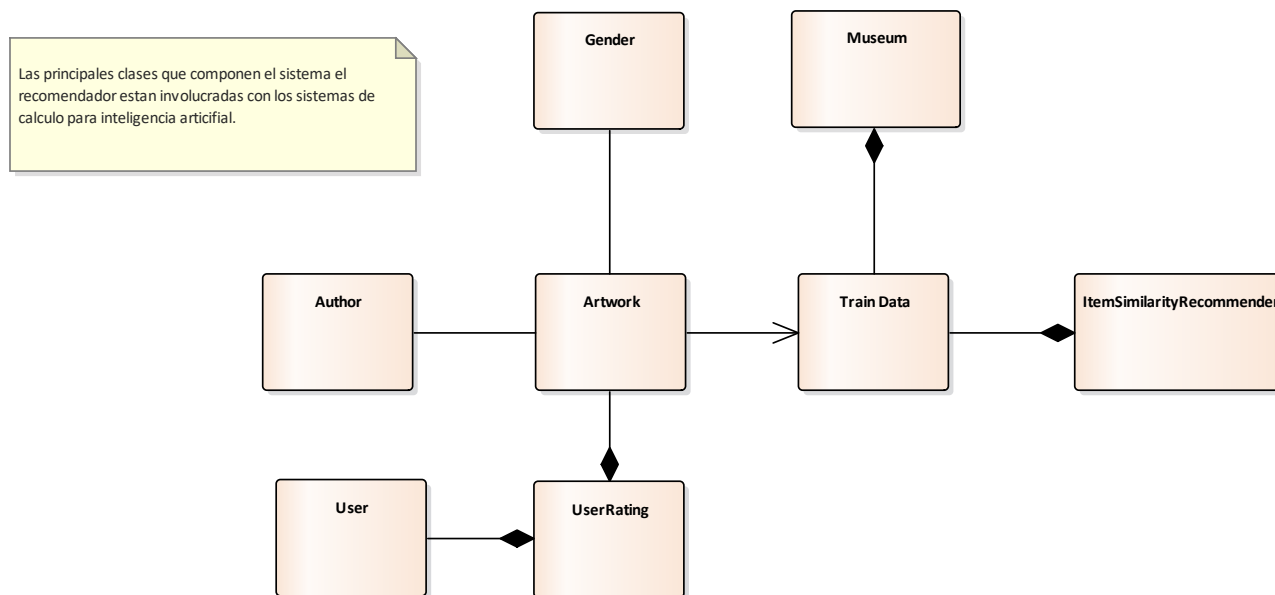 Gender
Museum
Las principales clases que componen el sistema el
recomendador estan involucradas con los sistemas de
calculo para inteligencia articifial.
Author
Artwork
Train Data
ItemSimilarityRecommender
User
UserRating